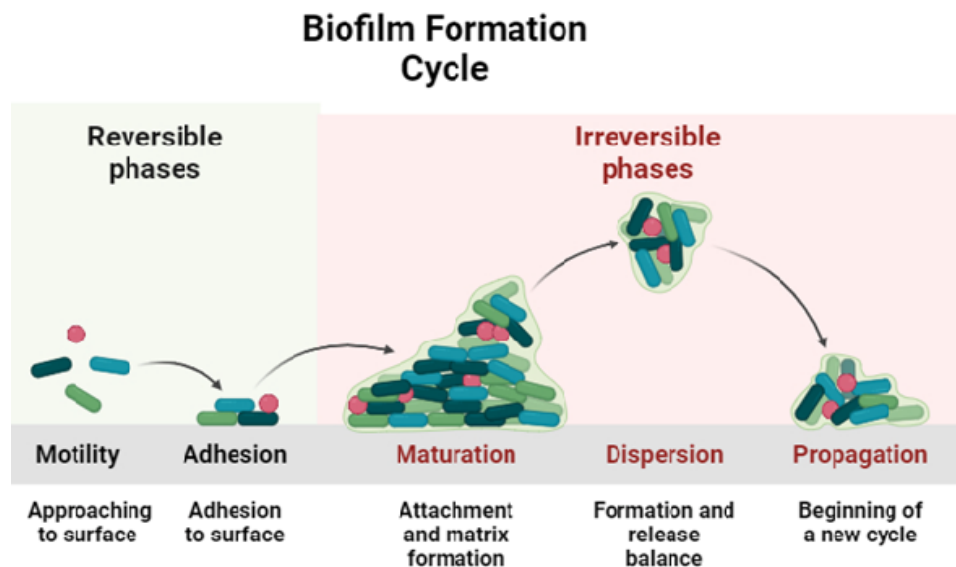 Biofilm Formation
Cycle
Reversible
phases
Irreversible
phases
Motility
Adhesion
Maturation
Dispersion
Propagation
Approaching
to surface
Adhesion
to surface
Attachment
and matrix
formation
Formation and
release
balance
Beginning of
a new cycle